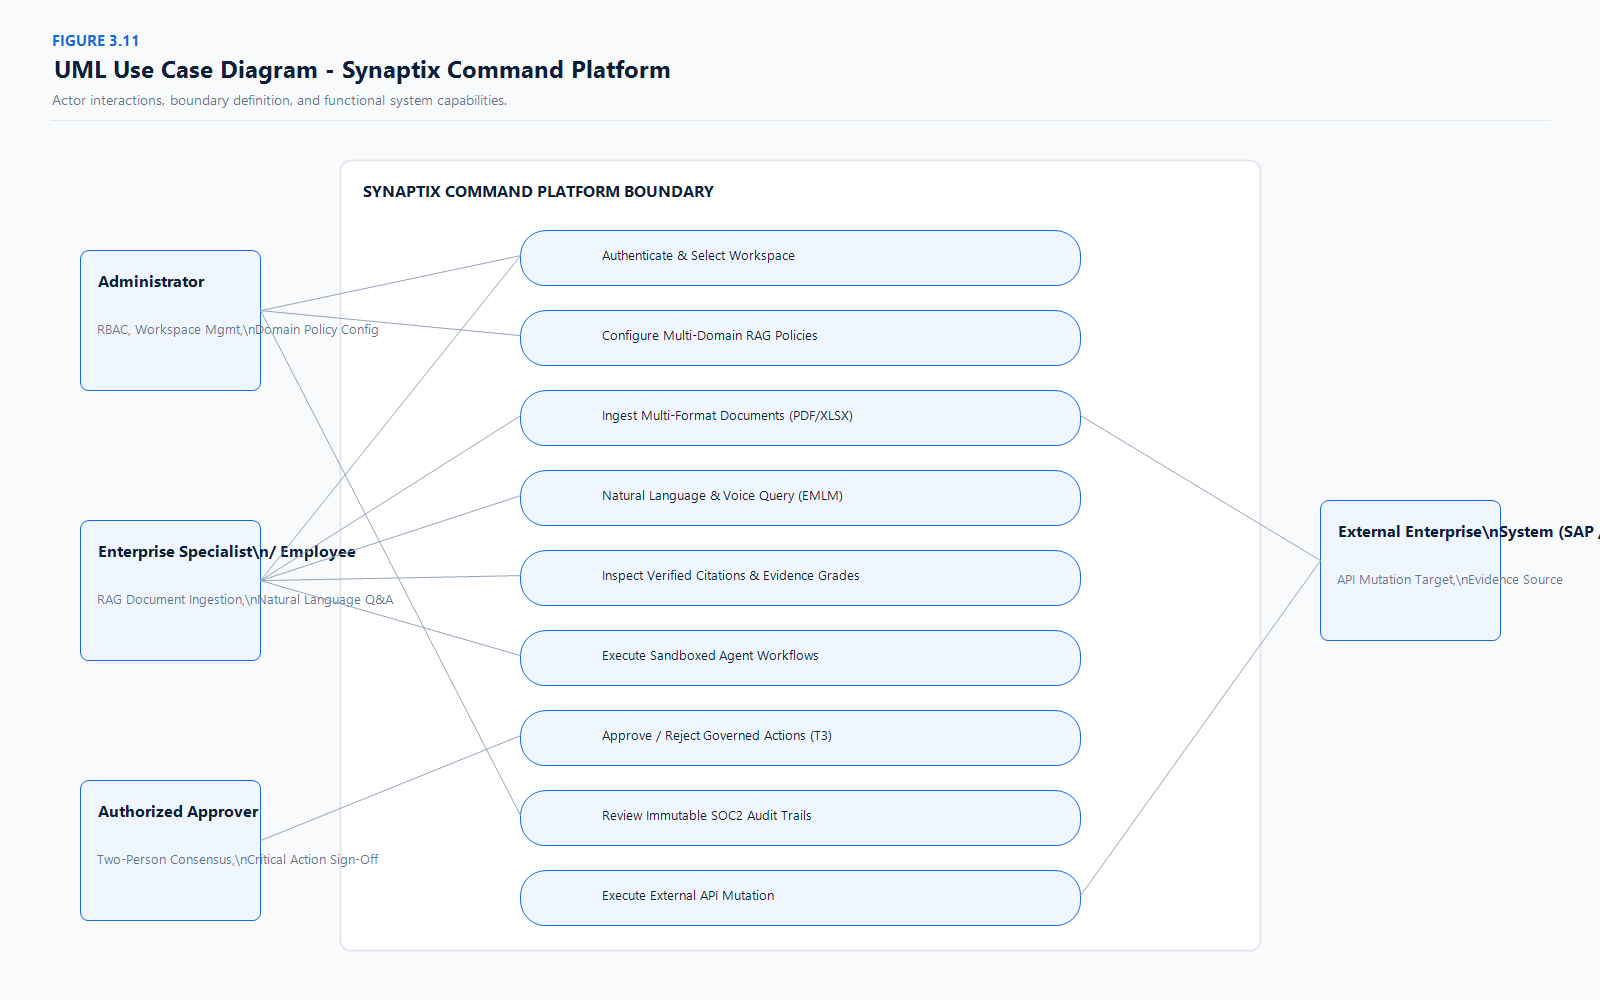 FIGURE 3.11
UML Use Case Diagram - Synaptix Command Platform
Actor interactions, boundary definition, and functional system capabilities.
SYNAPTIX COMMAND PLATFORM BOUNDARY
Administrator
RBAC, Workspace Mgmt,\nDomain Policy Config
Enterprise Specialist\n/ Employee
RAG Document Ingestion,\nNatural Language Q&A
Authorized Approver
Two-Person Consensus,\nCritical Action Sign-Off
Authenticate & Select Workspace
Configure Multi-Domain RAG Policies
Ingest Multi-Format Documents (PDF/XLSX)
Natural Language & Voice Query (EMLM)
Inspect Verified Citations & Evidence Grades
Execute Sandboxed Agent Workflows
Approve / Reject Governed Actions (T3)
Review Immutable SOC2 Audit Trails
Execute External API Mutation
External Enterprise\nSystem (SAP /
API Mutation Target,\nEvidence Source